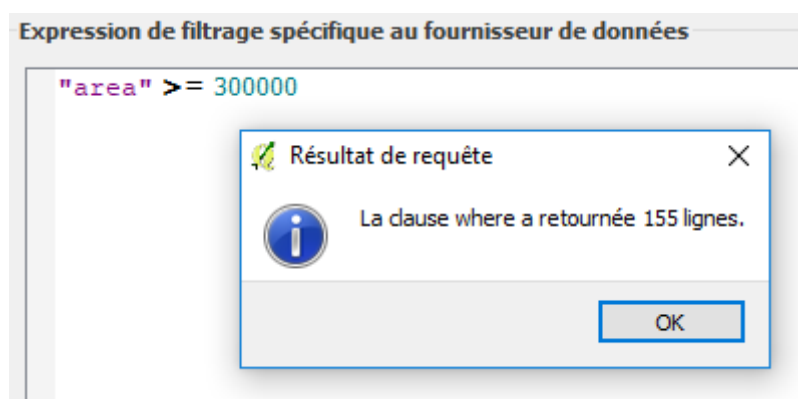 Expression de filtrage spécifique au fournisseur de données
"area" >= 300000
Résultat de requête
La clause where a retournée 155 lignes.
OK